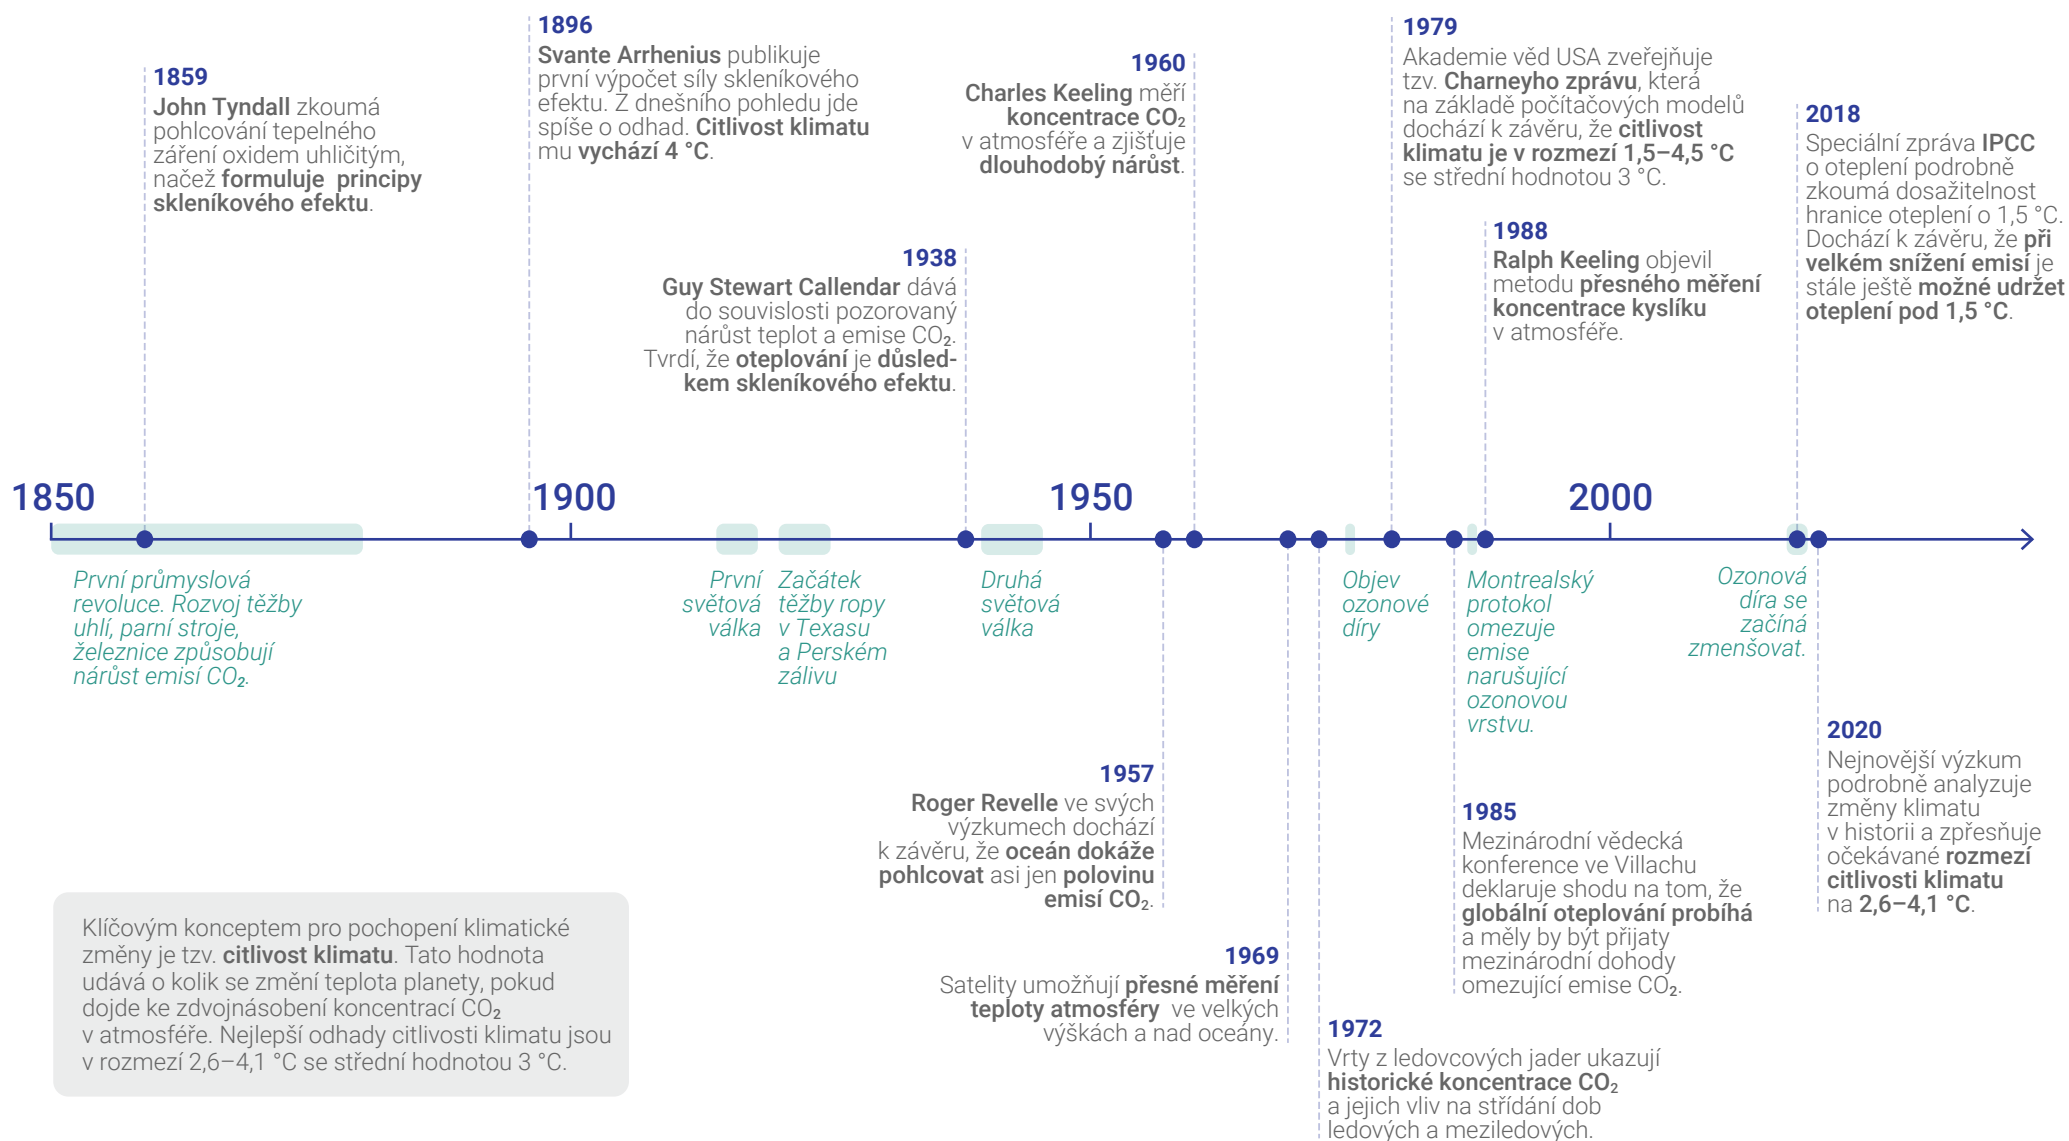 1859
John Tyndall zkoumá
pohlcování tepelného
záření oxidem uhličitým,
načež formuluje  principy
skleníkového efektu.
1896
Svante Arrhenius publikuje
první výpočet síly skleníkového
efektu. Z dnešního pohledu jde
spíše o odhad. Citlivost klimatu
mu vychází 4 °C.
1938
Guy Stewart Callendar dává
do souvislosti pozorovaný
nárůst teplot a emise CO₂.
Tvrdí, že oteplování je důsled-
kem skleníkového efektu.
1960
Charles Keeling měří
koncentrace CO₂
v atmosféře a zjišťuje
dlouhodobý nárůst.
1979
Akademie věd USA zveřejňuje
tzv. Charneyho zprávu, která
na základě počítačových modelů
dochází k závěru, že citlivost
klimatu je v rozmezí 1,5–4,5 °C
se střední hodnotou 3 °C.
1988
Ralph Keeling objevil
metodu přesného měření
koncentrace kyslíku
v atmosféře.
2018
Speciální zpráva IPCC
o oteplení podrobně
zkoumá dosažitelnost
hranice oteplení o 1,5 °C.
Dochází k závěru, že při
velkém snížení emisí je
stále ještě možné udržet
oteplení pod 1,5 °C.
1850
1900
1950
2000
První průmyslová
revoluce. Rozvoj těžby
uhlí, parní stroje,
železnice způsobují
nárůst emisí CO₂.
První
světová
válka
Začátek
těžby ropy
v Texasu
a Perském
zálivu
Druhá
světová
válka
Objev
ozonové
díry
Montrealský
protokol
omezuje
emise
narušující
ozonovou
vrstvu.
Ozonová
díra se
začíná
zmenšovat.
1957
Roger Revelle ve svých
výzkumech dochází
k závěru, že oceán dokáže
pohlcovat asi jen polovinu
emisí CO₂.
1969
Satelity umožňují přesné měření
teploty atmosféry  ve velkých
výškách a nad oceány.
1972
Vrty z ledovcových jader ukazují
historické koncentrace CO₂
a jejich vliv na střídání dob
ledových a meziledových.
1985
Mezinárodní vědecká
konference ve Villachu
deklaruje shodu na tom, že
globální oteplování probíhá
a měly by být přijaty
mezinárodní dohody
omezující emise CO₂.
2020
Nejnovější výzkum
podrobně analyzuje
změny klimatu
v historii a zpřesňuje
očekávané rozmezí
citlivosti klimatu
na 2,6–4,1 °C.
Klíčovým konceptem pro pochopení klimatické
změny je tzv. citlivost klimatu. Tato hodnota
udává o kolik se změní teplota planety, pokud
dojde ke zdvojnásobení koncentrací CO₂
v atmosféře. Nejlepší odhady citlivosti klimatu jsou
v rozmezí 2,6–4,1 °C se střední hodnotou 3 °C.